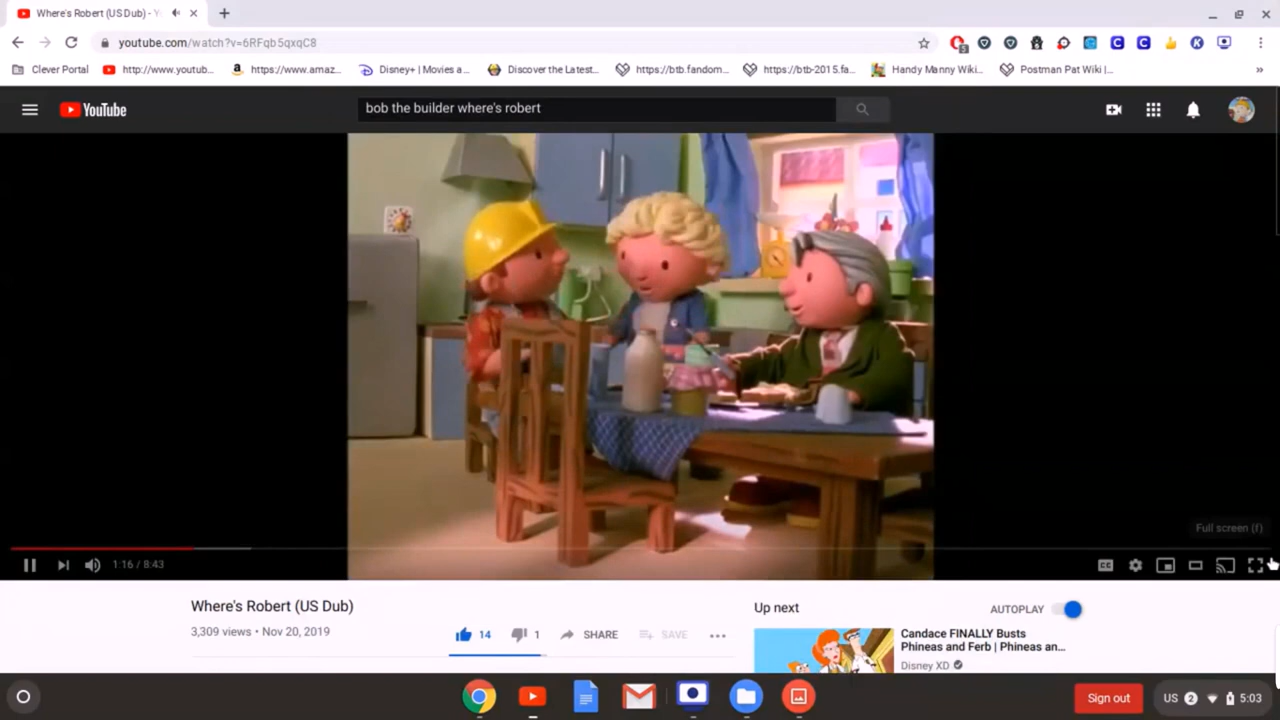 Where's Robert (US Dub) - Y
youtube.com/watch?v=6RFqb5qxqC8
Clever Portal
http://www.youtub...
https://www.amaz...
Disney+ | Movies a...
Discover the Latest...
https://btb.fandom...
https://btb-2015.fa...
Handy Manny Wiki...
Postman Pat Wiki |...
»
YouTube
bob the builder where's robert
Full screen (f)
1:16 / 8:43
CC
Where's Robert (US Dub)
Up next
AUTOPLAY
3,309 views • Nov 20, 2019
14
1
SHARE
SAVE
Candace FINALLY Busts
Phineas and Ferb | Phineas an...
Disney XD
Sign out
US
2
5:03